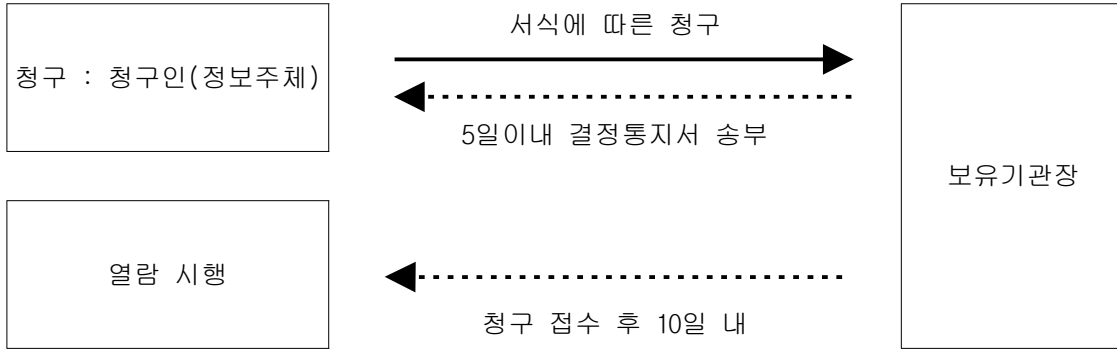 서식에 따른 청구
청구 : 청구인(정보주체)
5일이내 결정통지서 송부
보유기관장
열람 시행
청구 접수 후 10일 내